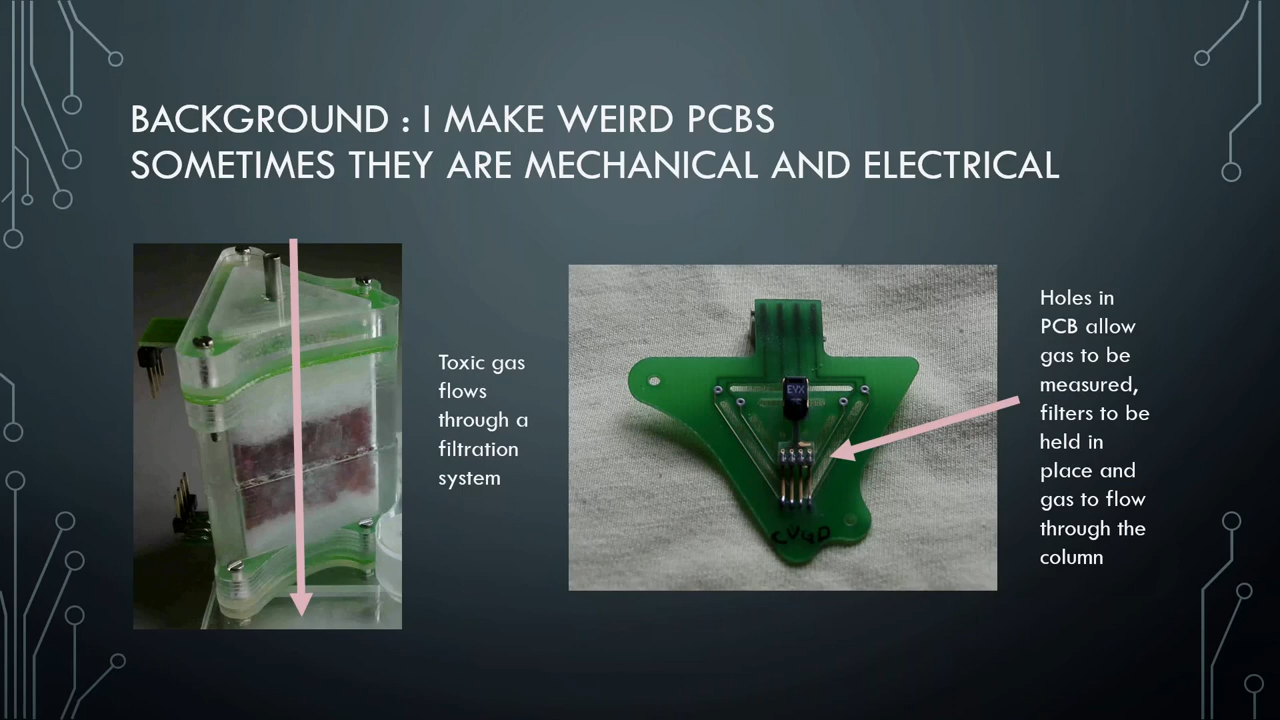 BACKGROUND : I MAKE WEIRD PCBS
SOMETIMES THEY ARE MECHANICAL AND ELECTRICAL
Toxic gas
flows
through a
filtration
system
Holes in
PCB allow
gas to be
measured,
filters to be
held in
place and
gas to flow
through the
column